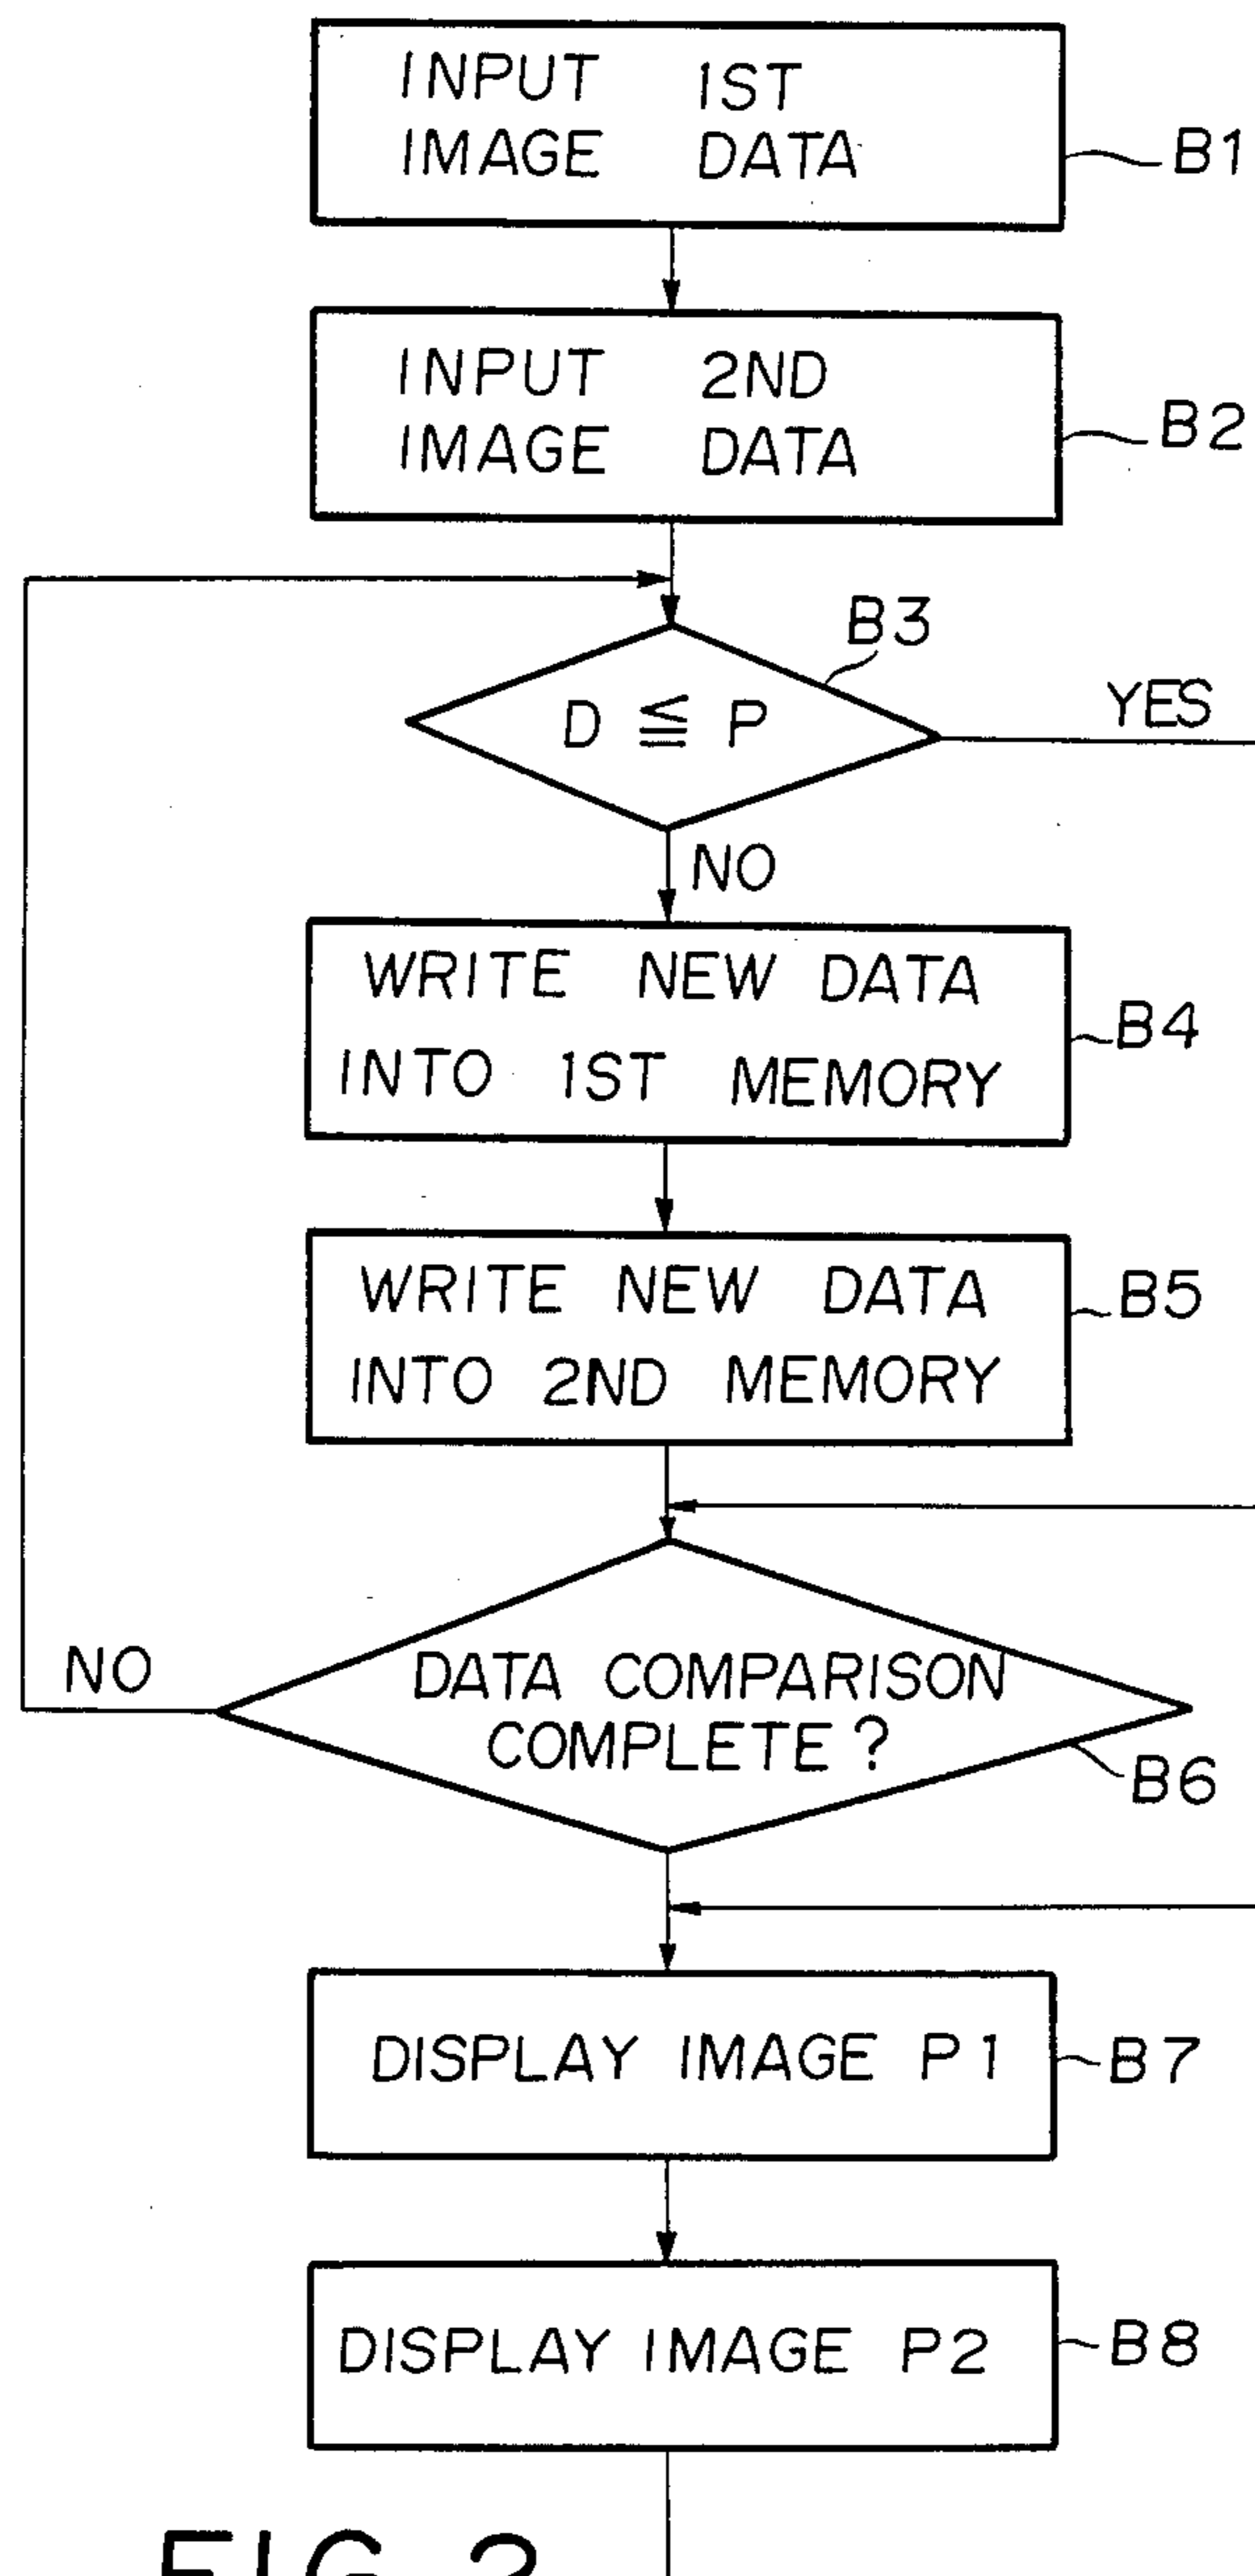 INPUT 1ST
IMAGE DATA
B1
INPUT 2ND
IMAGE DATA
B2
B3
D ≦ P
YES
NO
WRITE NEW DATA
INTO 1ST MEMORY
B4
WRITE NEW DATA
INTO 2ND MEMORY
B5
NO
DATA COMPARISON
COMPLETE?
B6
DISPLAY IMAGE P1
B7
DISPLAY IMAGE P2
B8